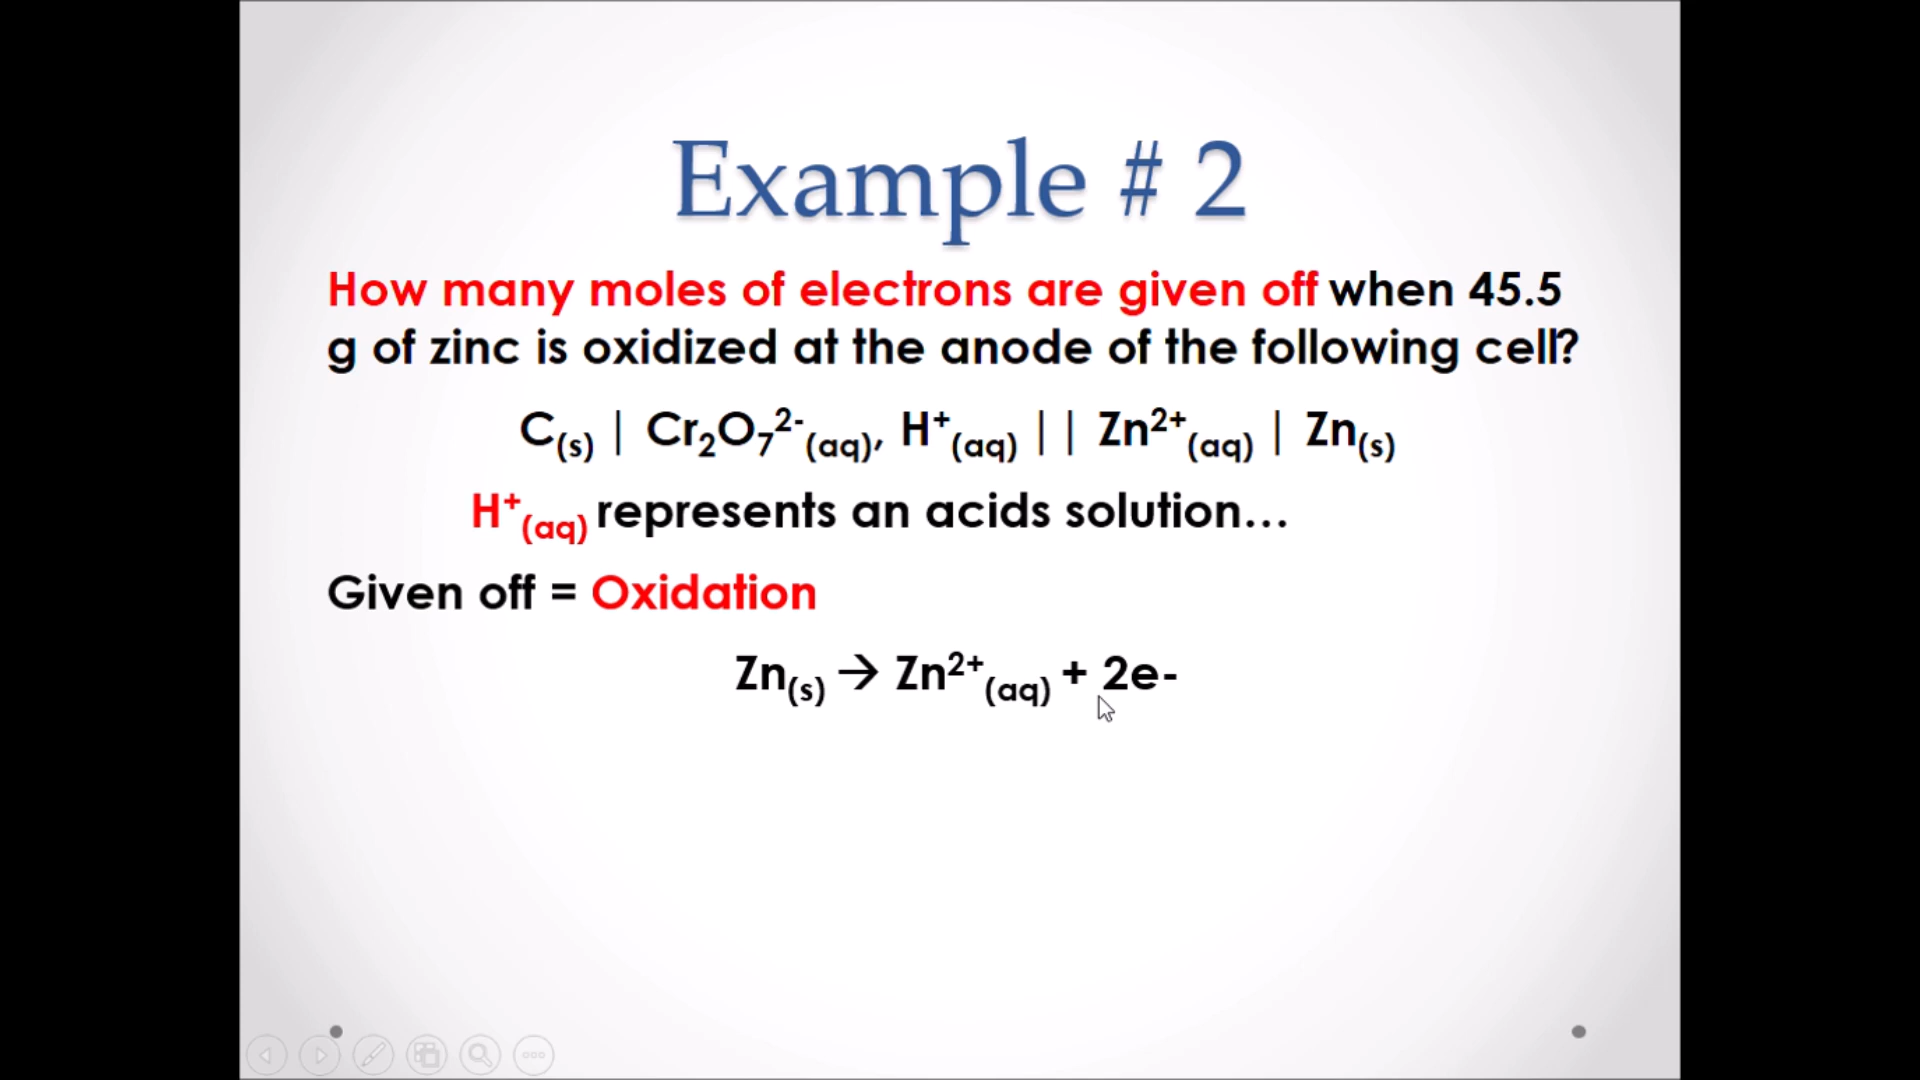 Example # 2
How many moles of electrons are given off when 45.5
g of zinc is oxidized at the anode of the following cell?
C(s) | Cr₂O₇²⁻(aq), H⁺(aq) || Zn²⁺(aq) | Zn(s)
H⁺(aq) represents an acids solution...
Given off = Oxidation
Zn(s) → Zn²⁺(aq) + 2e-